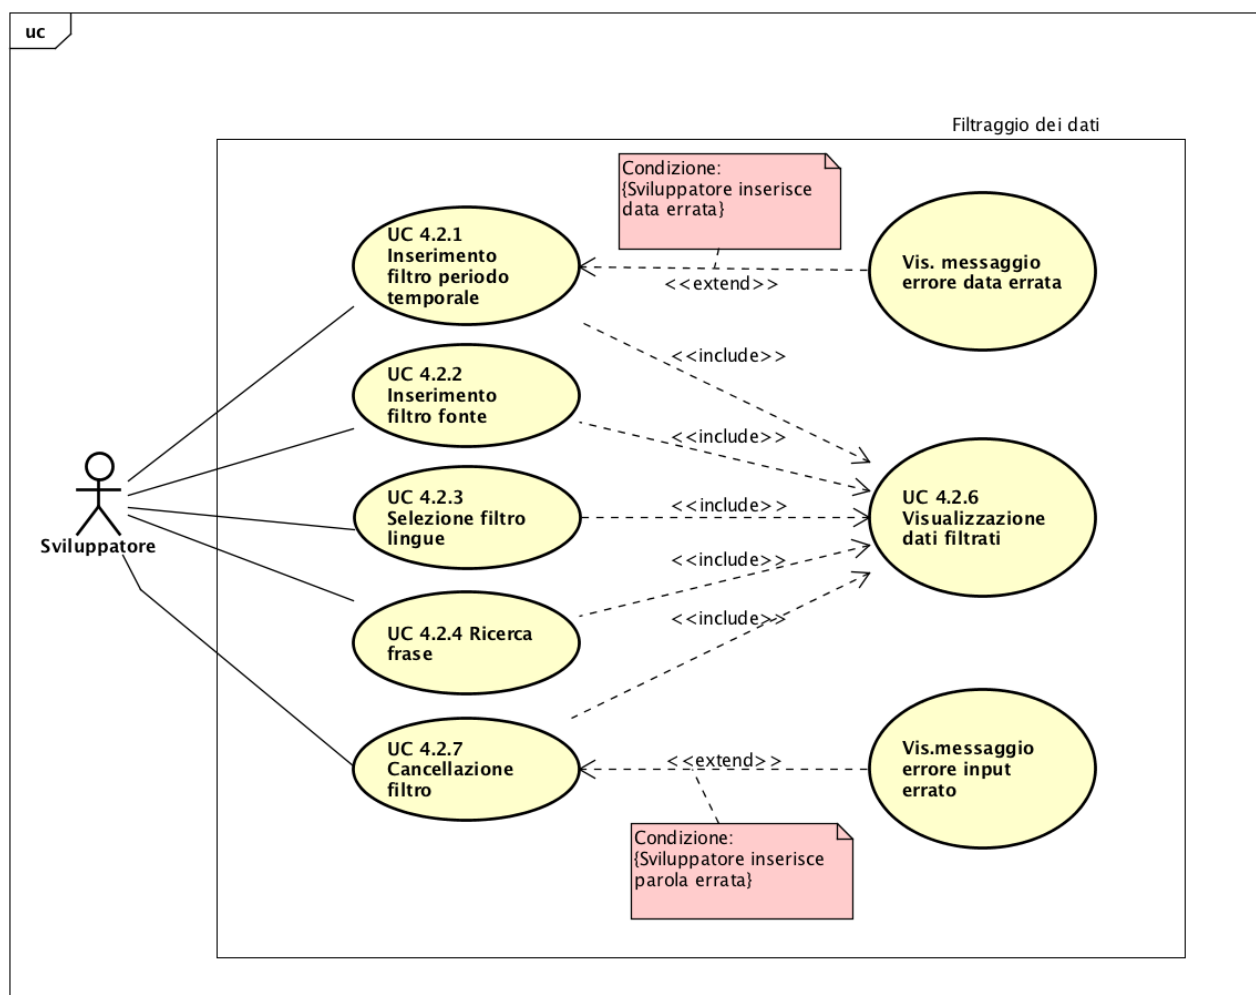 uc
Filtraggio dei dati
Condizione:
{Sviluppatore inserisce
data errata}
UC 4.2.1
Inserimento
filtro periodo
temporale
Vis. messaggio
errore data errata
<<extend>>
<<include>>
UC 4.2.2
Inserimento
filtro fonte
<<include>>
UC 4.2.3
Selezione filtro
lingue
<<include>>
UC 4.2.6
Visualizzazione
dati filtrati
Sviluppatore
<<include>>
<<include>>
UC 4.2.4 Ricerca
frase
UC 4.2.7
Cancellazione
filtro
<<extend>>
Vis.messaggio
errore input
errato
Condizione:
{Sviluppatore inserisce
parola errata}